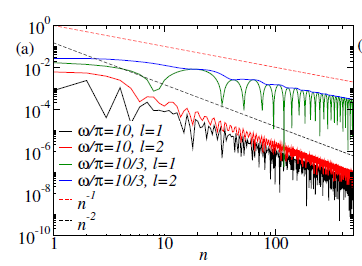 10^0
(a)
(
10^-2
10^-4
ω/π=10, l=1
ω/π=10, l=2
10^-6
ω/π=10/3, l=1
ω/π=10/3, l=2
10^-8
n^-1
n^-2
10^-10
1 10 100
n